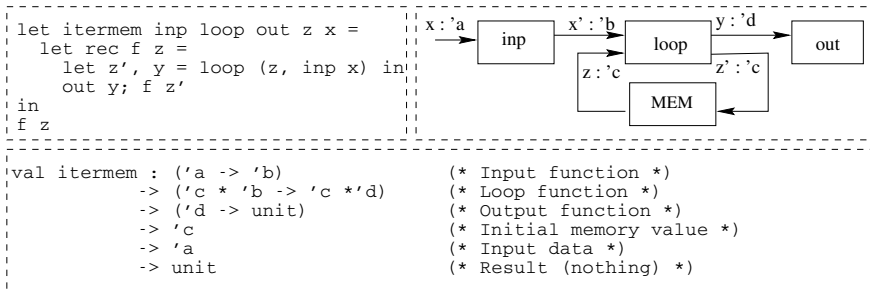 let itermem inp loop out z x =
let rec f z =
let z', y = loop (z, inp x) in
out y; f z'
in
f z
x : 'a
inp
x' : 'b
loop
y : 'd
out
z : 'c
z' : 'c
MEM
val itermem : ('a -> 'b) (* Input function *)
-> ('c * 'b -> 'c *'d) (* Loop function *)
-> ('d -> unit) (* Output function *)
-> 'c (* Initial memory value *)
-> 'a (* Input data *)
-> unit (* Result (nothing) *)